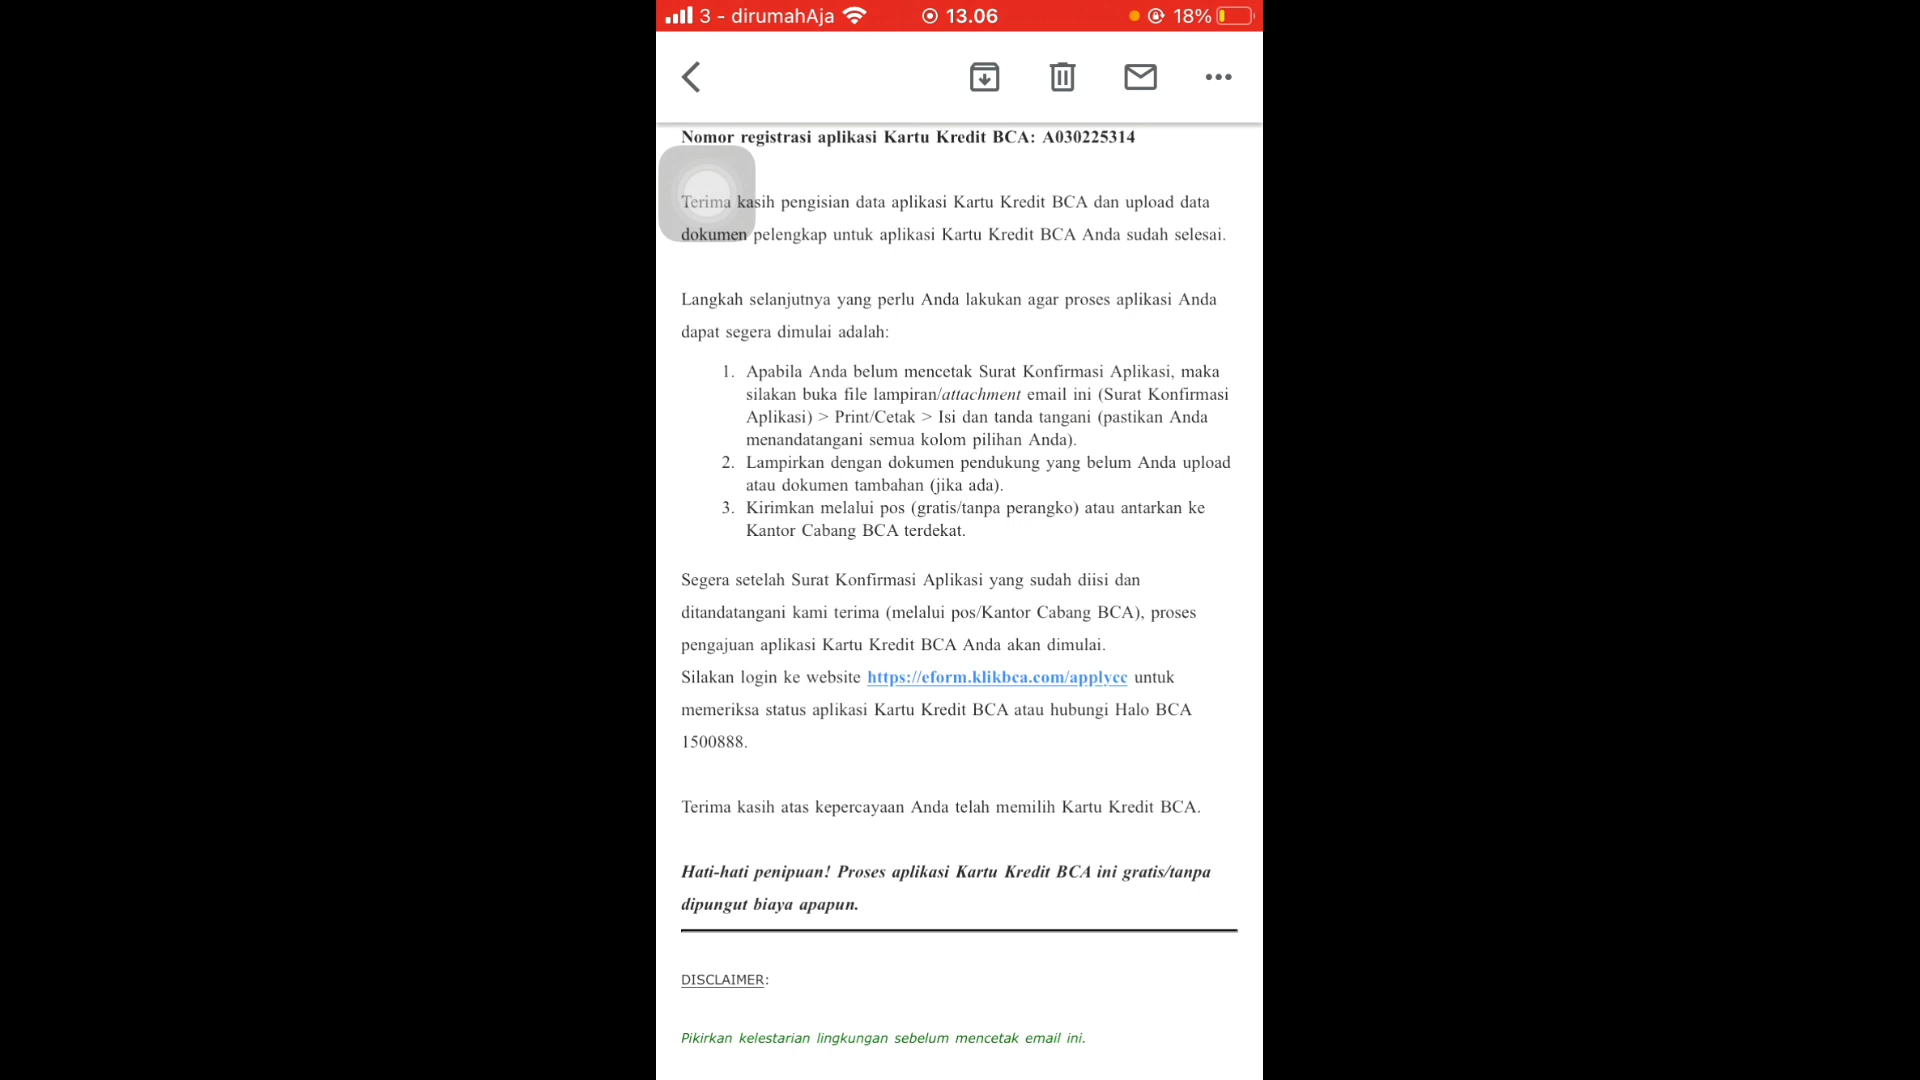 3 - dirumahAja 13.06 18%
Nomor registrasi aplikasi Kartu Kredit BCA: A030225314
Terima kasih pengisian data aplikasi Kartu Kredit BCA dan upload data
dokumen pelengkap untuk aplikasi Kartu Kredit BCA Anda sudah selesai.
Langkah selanjutnya yang perlu Anda lakukan agar proses aplikasi Anda
dapat segera dimulai adalah:
1. Apabila Anda belum mencetak Surat Konfirmasi Aplikasi, maka
silakan buka file lampiran/attachment email ini (Surat Konfirmasi
Aplikasi) > Print/Cetak > Isi dan tanda tangani (pastikan Anda
menandatangani semua kolom pilihan Anda).
2. Lampirkan dengan dokumen pendukung yang belum Anda upload
atau dokumen tambahan (jika ada).
3. Kirimkan melalui pos (gratis/tanpa perangko) atau antarkan ke
Kantor Cabang BCA terdekat.
Segera setelah Surat Konfirmasi Aplikasi yang sudah diisi dan
ditandatangani kami terima (melalui pos/Kantor Cabang BCA), proses
pengajuan aplikasi Kartu Kredit BCA Anda akan dimulai.
Silakan login ke website https://eform.klikbca.com/applycc untuk
memeriksa status aplikasi Kartu Kredit BCA atau hubungi Halo BCA
1500888.
Terima kasih atas kepercayaan Anda telah memilih Kartu Kredit BCA.
Hati-hati penipuan! Proses aplikasi Kartu Kredit BCA ini gratis/tanpa
dipungut biaya apapun.
DISCLAIMER:
Pikirkan kelestarian lingkungan sebelum mencetak email ini.